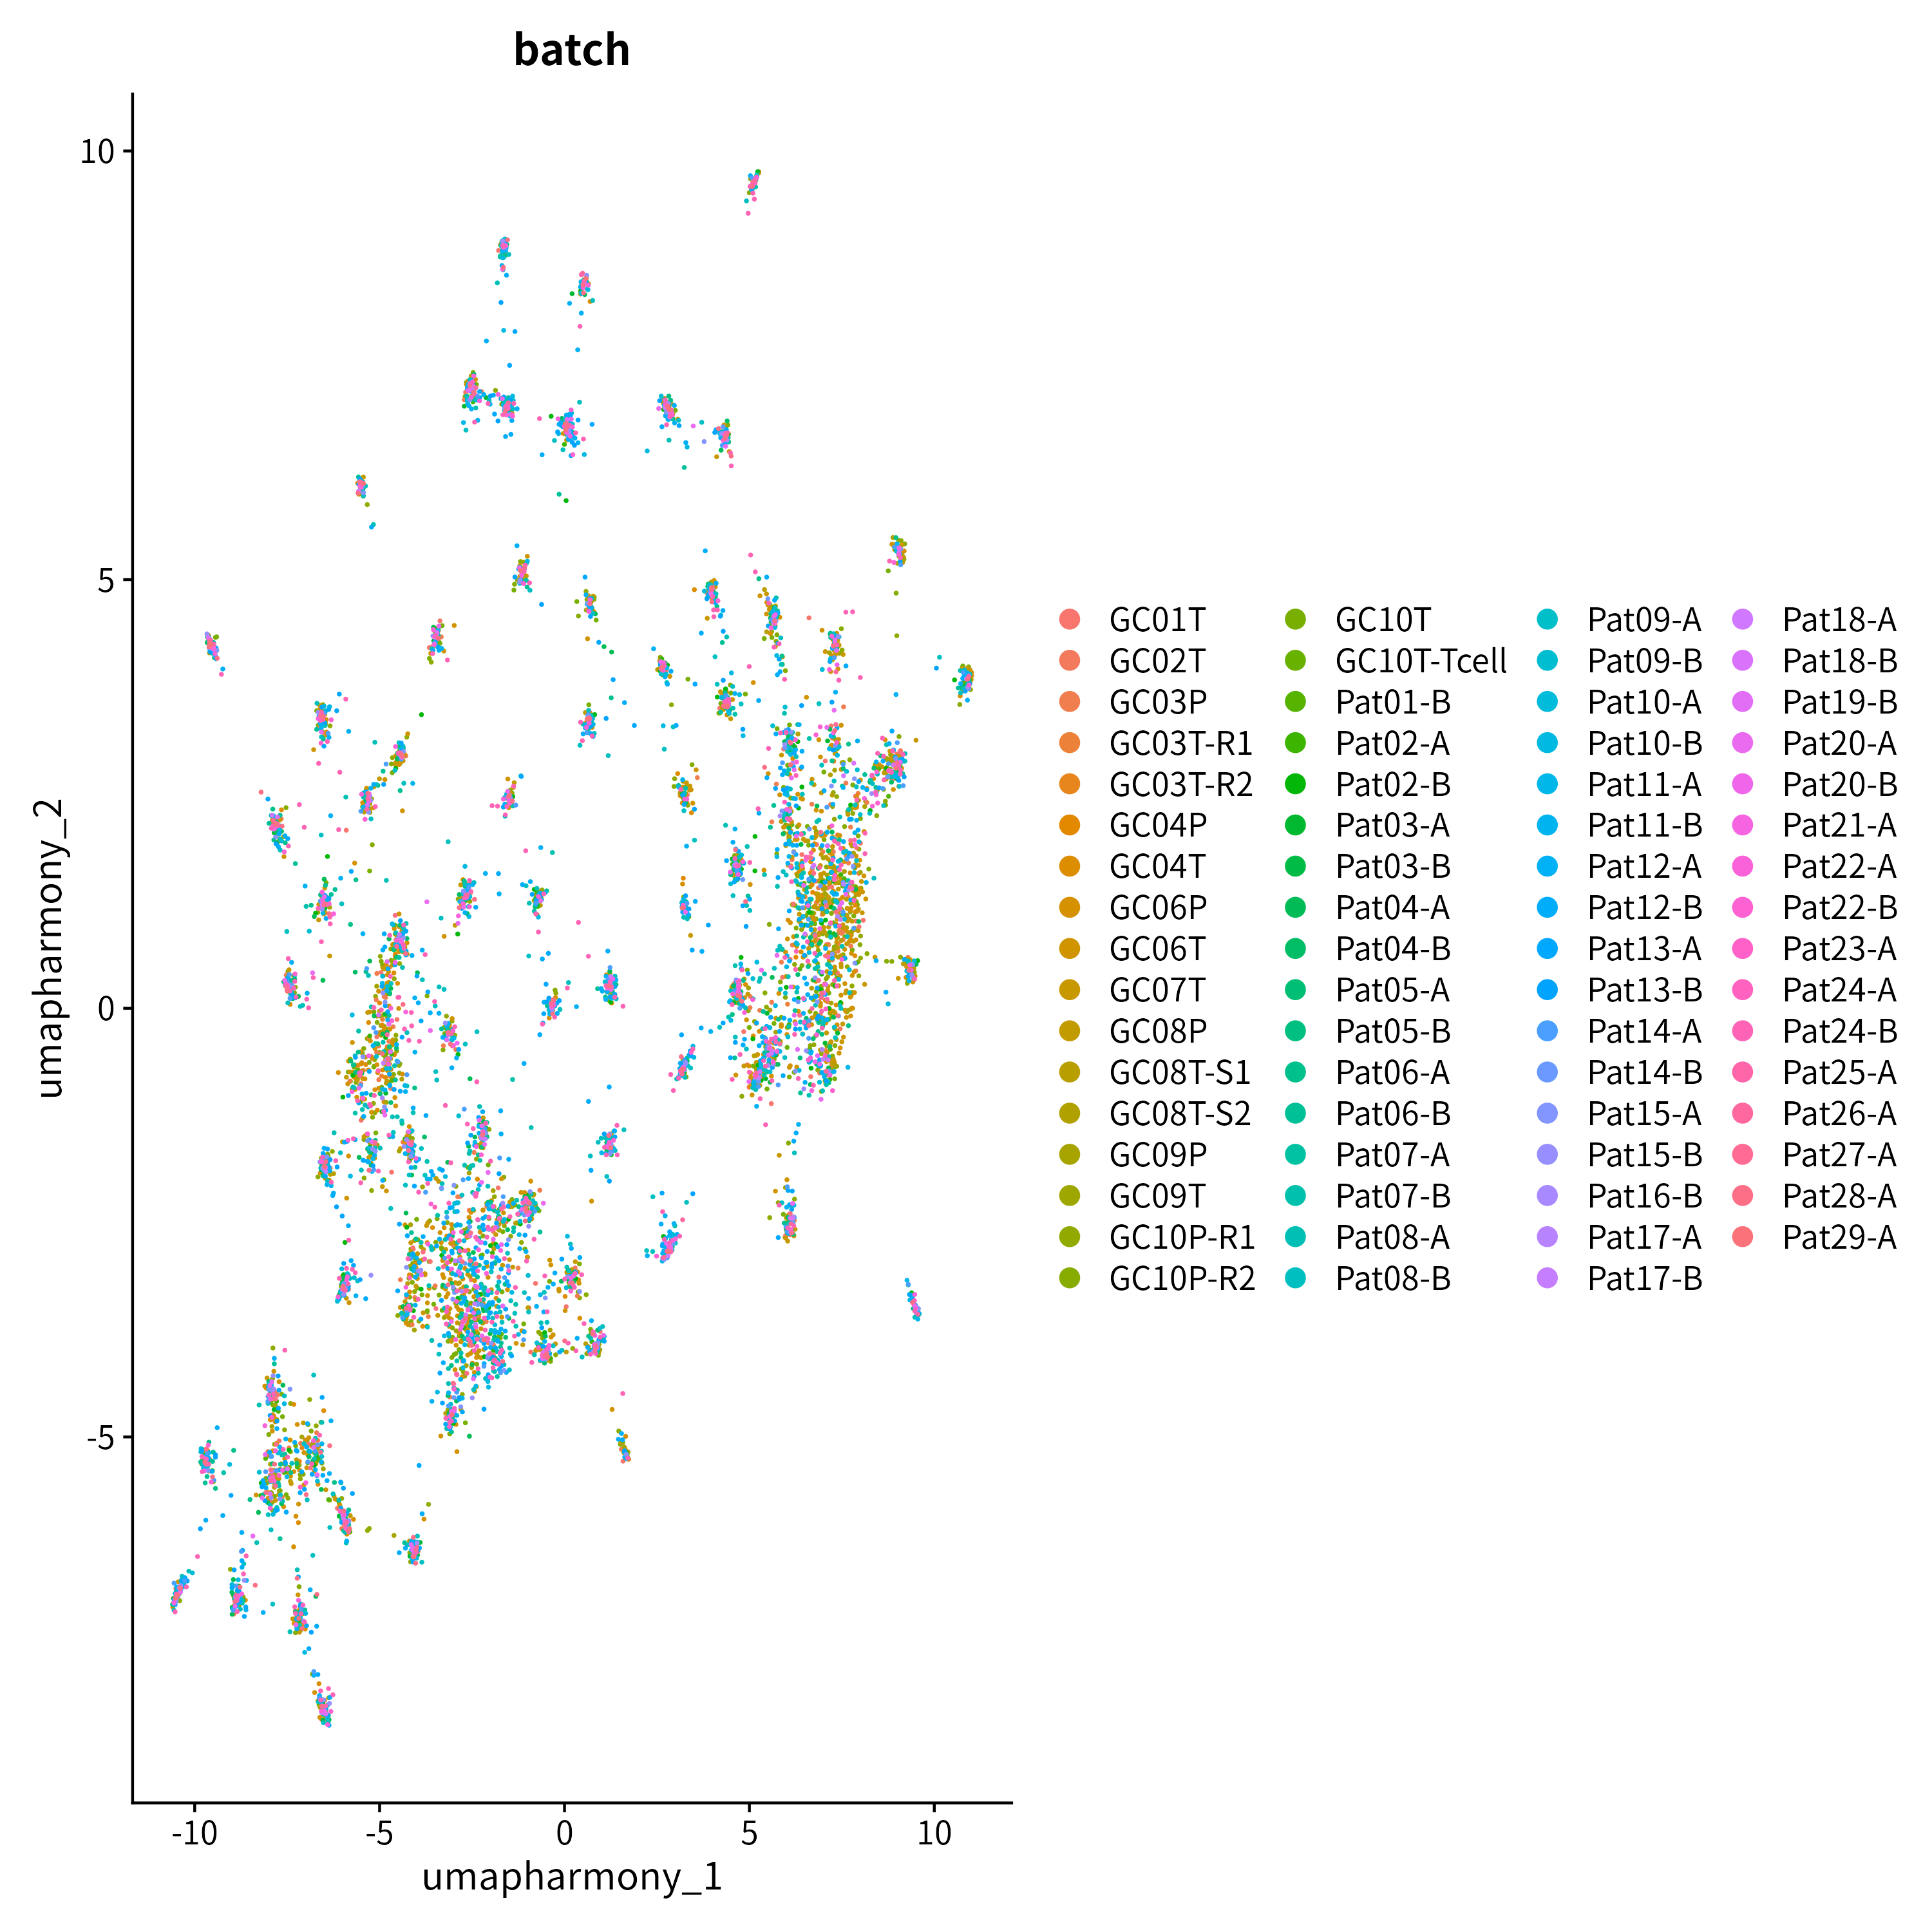 batch
umapharmony_2
10
5
0
-5
-10
-5
0
5
10
umapharmony_1
GC01T
GC02T
GC03P
GC03T-R1
GC03T-R2
GC04P
GC04T
GC06P
GC06T
GC07T
GC08P
GC08T-S1
GC08T-S2
GC09P
GC09T
GC10P-R1
GC10P-R2
GC10T
GC10T-Tcell
Pat01-B
Pat02-A
Pat02-B
Pat03-A
Pat03-B
Pat04-A
Pat04-B
Pat05-A
Pat05-B
Pat06-A
Pat06-B
Pat07-A
Pat07-B
Pat08-A
Pat08-B
Pat09-A
Pat09-B
Pat10-A
Pat10-B
Pat11-A
Pat11-B
Pat12-A
Pat12-B
Pat13-A
Pat13-B
Pat14-A
Pat14-B
Pat15-A
Pat15-B
Pat16-B
Pat17-A
Pat17-B
Pat18-A
Pat18-B
Pat19-B
Pat20-A
Pat20-B
Pat21-A
Pat22-A
Pat22-B
Pat23-A
Pat24-A
Pat24-B
Pat25-A
Pat26-A
Pat27-A
Pat28-A
Pat29-A